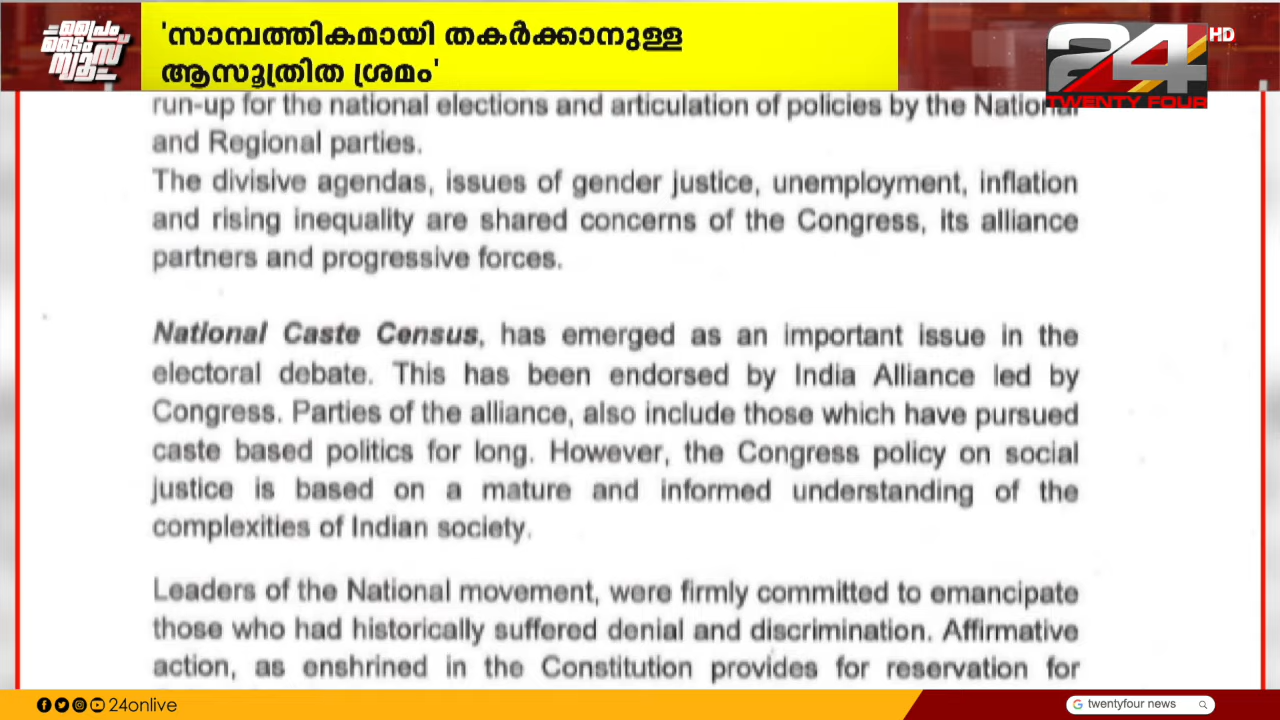 പ്രൈം
ടൈം
ന്യൂസ്
'സാമ്പത്തികമായി തകർക്കാനുള്ള
ആസൂത്രിത ശ്രമം'
24
HD
TWENTY FOUR
run-up for the national elections and articulation of policies by the National
and Regional parties.
The divisive agendas, issues of gender justice, unemployment, inflation
and rising inequality are shared concerns of the Congress, its alliance
partners and progressive forces.
National Caste Census, has emerged as an important issue in the
electoral debate. This has been endorsed by India Alliance led by
Congress. Parties of the alliance, also include those which have pursued
caste based politics for long. However, the Congress policy on social
justice is based on a mature and informed understanding of the
complexities of Indian society.
Leaders of the National movement, were firmly committed to emancipate
those who had historically suffered denial and discrimination. Affirmative
action, as enshrined in the Constitution provides for reservation for
24onlive
twentyfour news